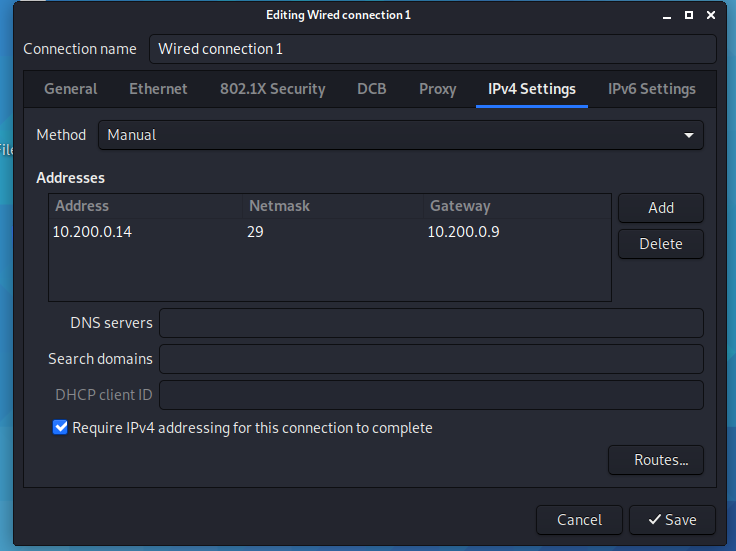 Editing Wired connection 1
Connection name Wired connection 1
General Ethernet 802.1X Security DCB Proxy IPv4 Settings IPv6 Settings
Method Manual
Addresses
Address Netmask Gateway
10.200.0.14 29 10.200.0.9
Add
Delete
DNS servers
Search domains
DHCP client ID
Require IPv4 addressing for this connection to complete
Routes...
Cancel Save